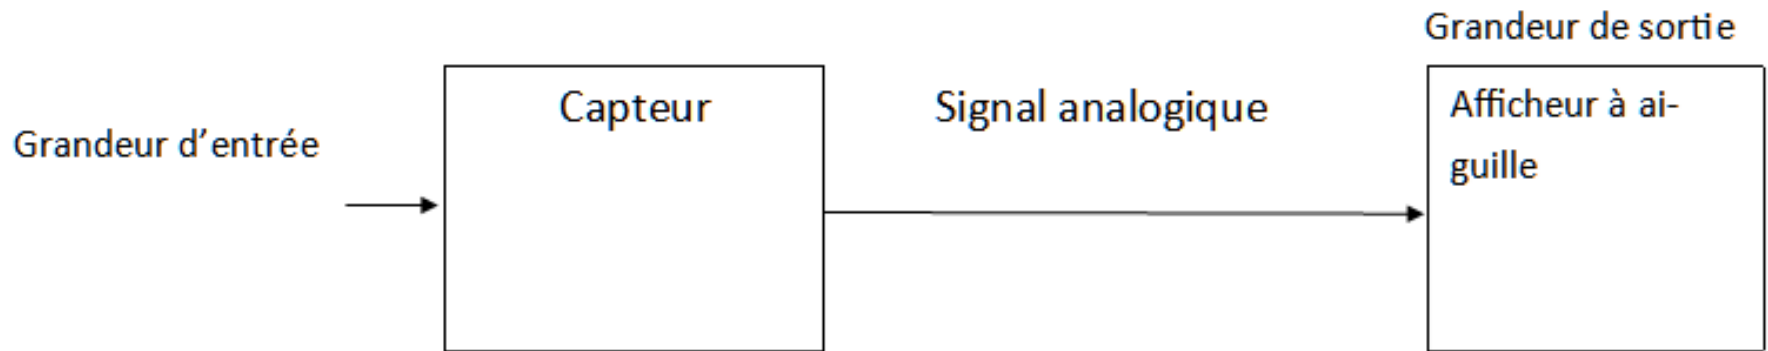 Grandeur de sortie
Grandeur d’entrée
Capteur
Signal analogique
Afficheur à ai-
guille